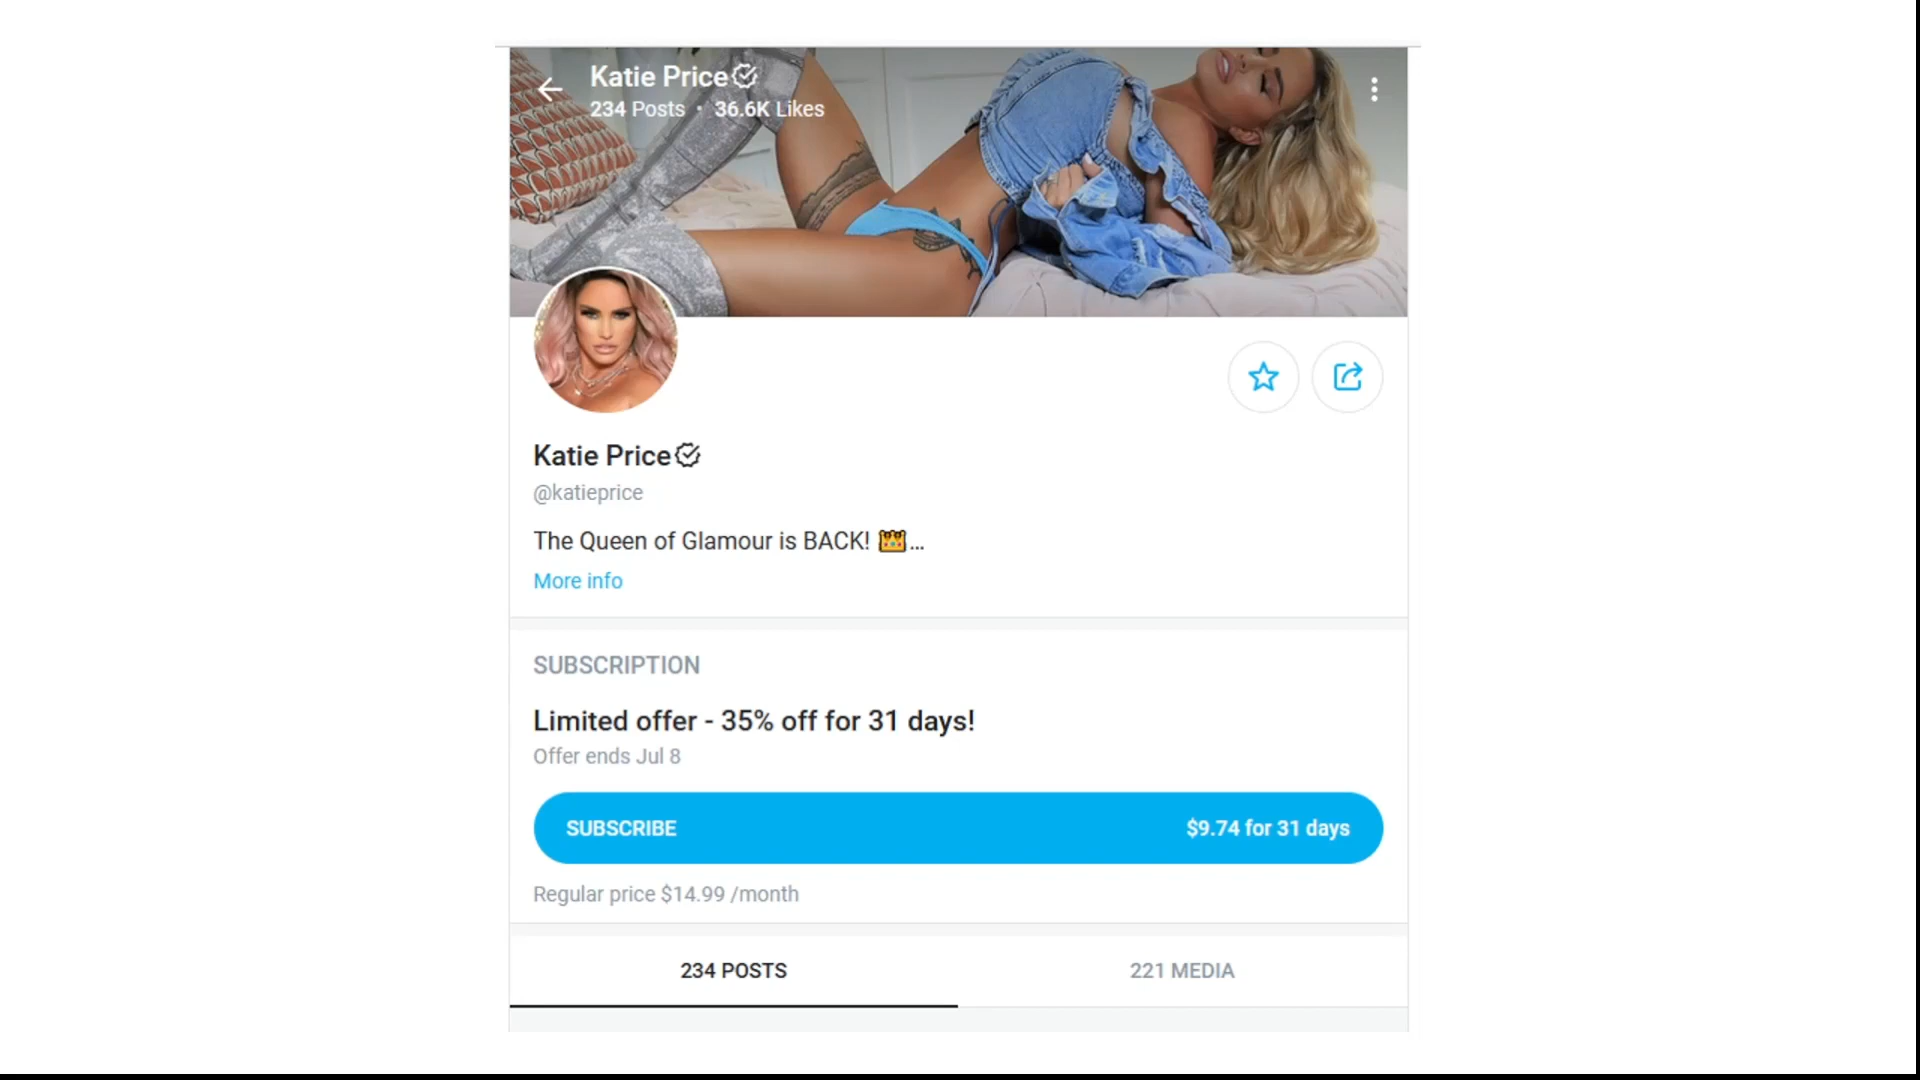 Katie Price
234 Posts · 36.6K Likes
Katie Price
@katieprice
The Queen of Glamour is BACK! 👑...
More info
SUBSCRIPTION
Limited offer - 35% off for 31 days!
Offer ends Jul 8
SUBSCRIBE $9.74 for 31 days
Regular price $14.99 /month
234 POSTS 221 MEDIA